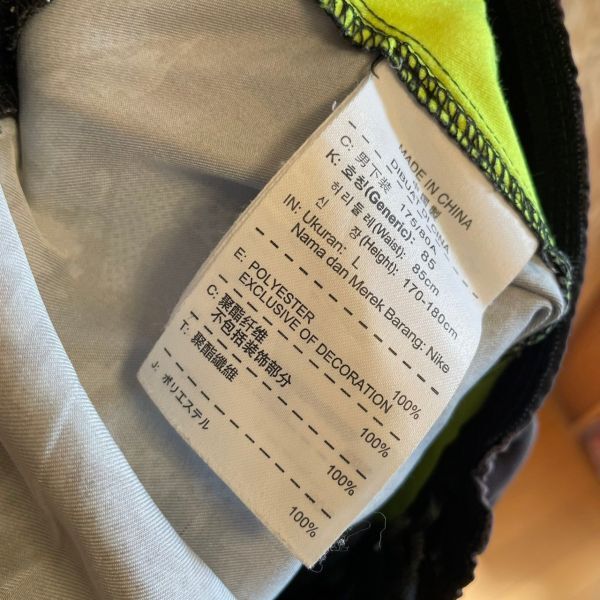 MADE IN CHINA
DIBUAT DI CINA
C: 男下装 175/80A
K: 호칭(Generic): 85
허리둘레(Waist): 85cm
신 장(Height): 170-180cm
IN: Ukuran: L
Nama dan Merek Barang: Nike
E: POLYESTER 100%
EXCLUSIVE OF DECORATION
C: 聚酯纤维 100%
不包括装饰部分
T: 聚酯纖維 100%
J: ポリエステル 100%